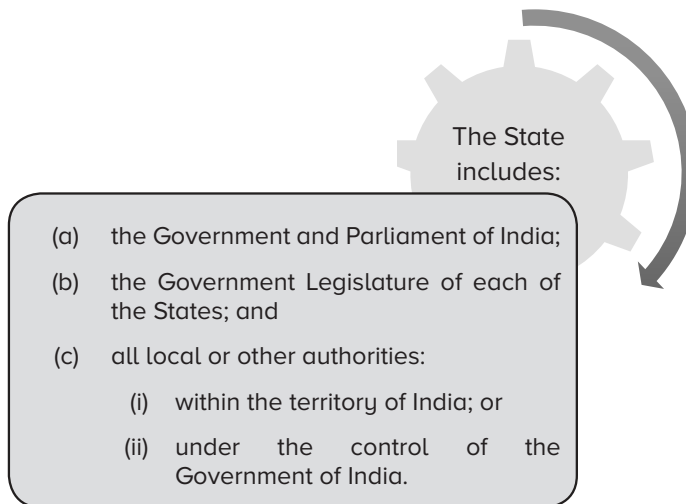 The State
includes:
(a) the Government and Parliament of India;
(b) the Government Legislature of each of
the States; and
(c) all local or other authorities:
(i) within the territory of India; or
(ii) under the control of the
Government of India.